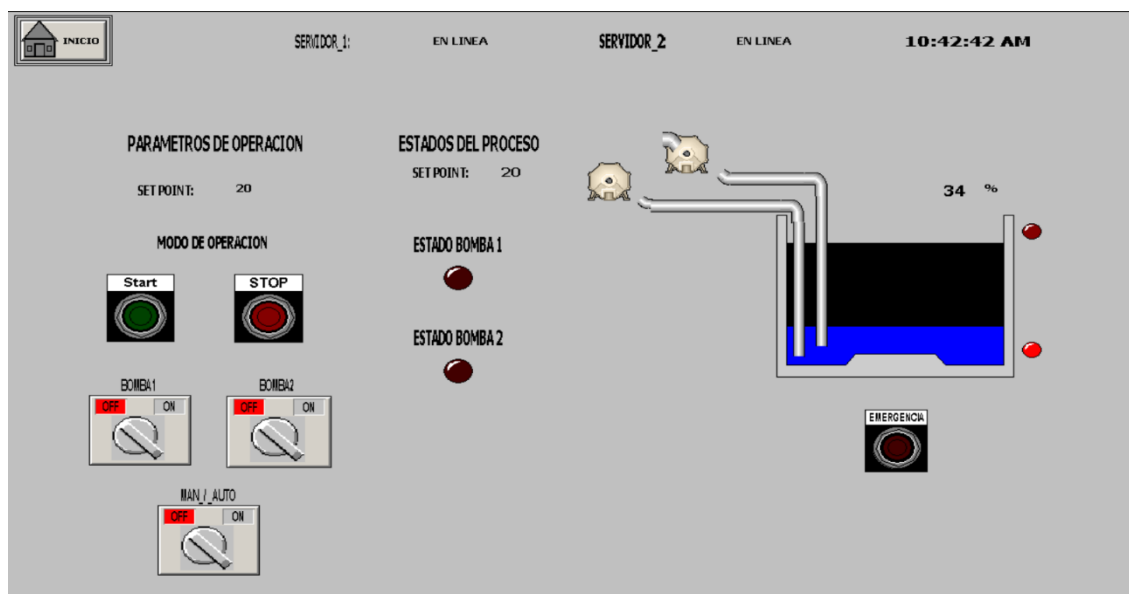 INICIO
SERVIDOR_1: EN LINEA SERVIDOR_2 EN LINEA 10:42:42 AM
PARAMETROS DE OPERACION
SET POINT: 20
ESTADOS DEL PROCESO
SET POINT: 20
34 %
MODO DE OPERACION
Start STOP
ESTADO BOMBA 1
ESTADO BOMBA 2
BOMBA1 BOMBA2
OFF ON OFF ON
MAN_/_AUTO
OFF ON
EMERGENCIA